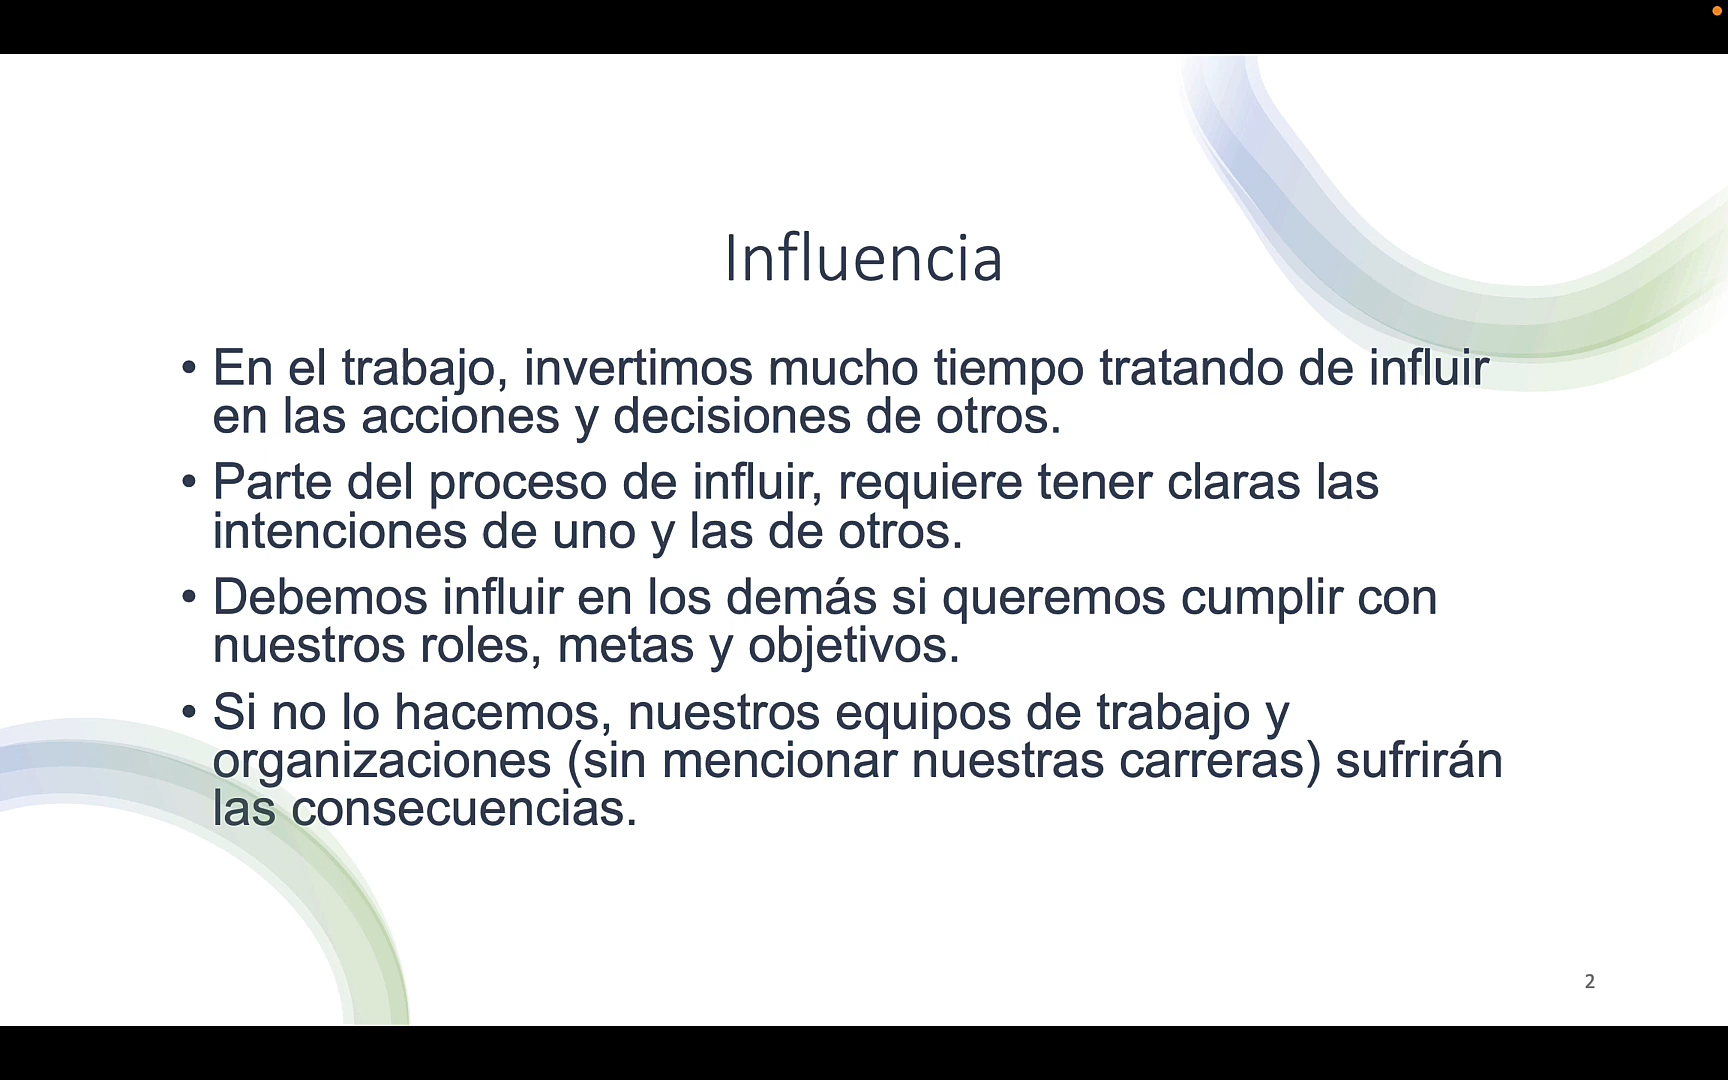 Influencia
• En el trabajo, invertimos mucho tiempo tratando de influir
en las acciones y decisiones de otros.
• Parte del proceso de influir, requiere tener claras las
intenciones de uno y las de otros.
• Debemos influir en los demás si queremos cumplir con
nuestros roles, metas y objetivos.
• Si no lo hacemos, nuestros equipos de trabajo y
organizaciones (sin mencionar nuestras carreras) sufrirán
las consecuencias.
2